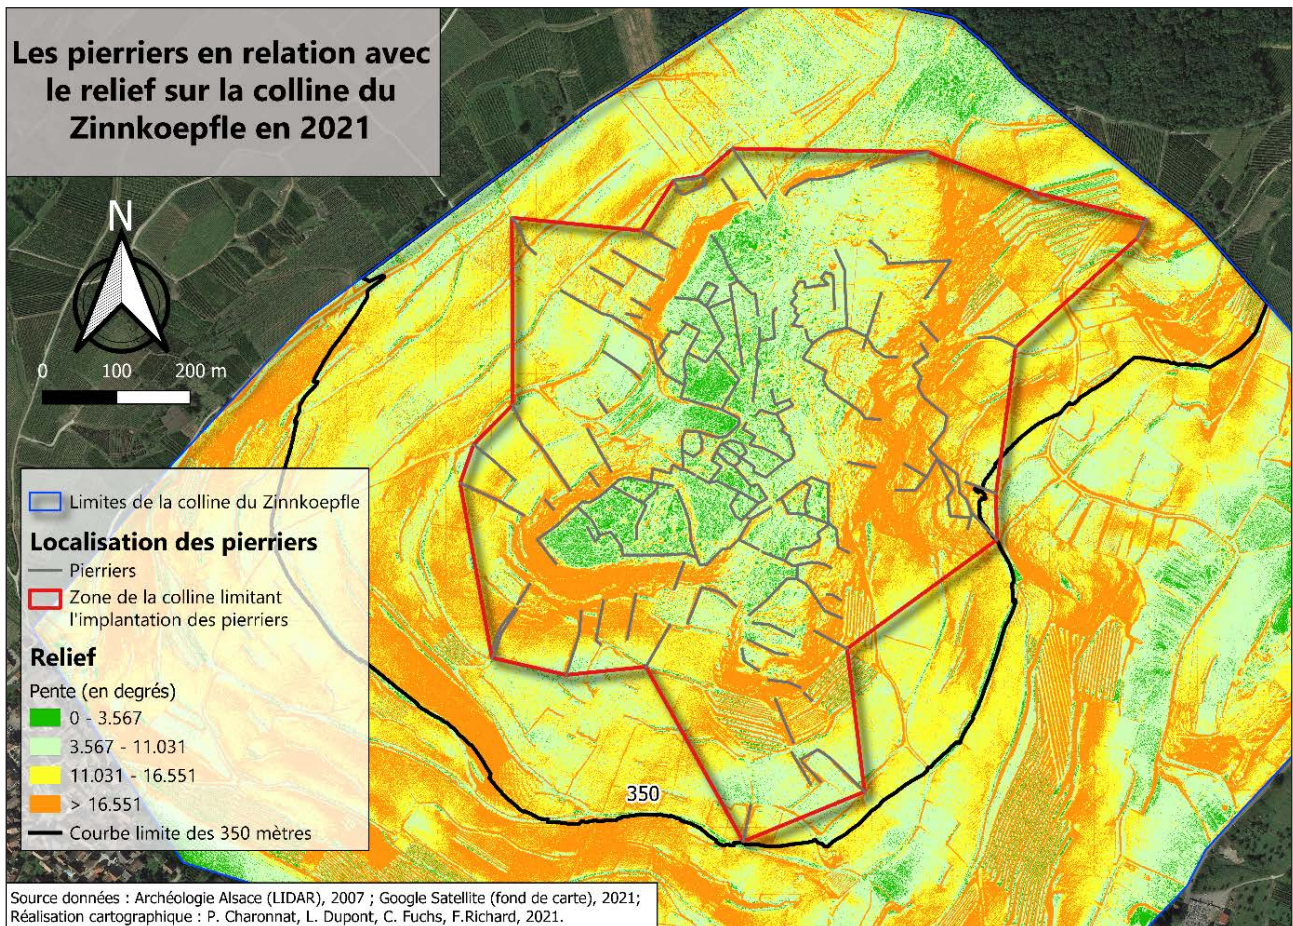 Les pierriers en relation avec
le relief sur la colline du
Zinnkoepfle en 2021
N
0 100 200 m
Limites de la colline du Zinnkoepfle
Localisation des pierriers
Pierriers
Zone de la colline limitant
l'implantation des pierriers
Relief
Pente (en degrés)
0 - 3.567
3.567 - 11.031
11.031 - 16.551
> 16.551
Courbe limite des 350 mètres
350
Source données : Archéologie Alsace (LIDAR), 2007 ; Google Satellite (fond de carte), 2021;
Réalisation cartographique : P. Charonnat, L. Dupont, C. Fuchs, F.Richard, 2021.